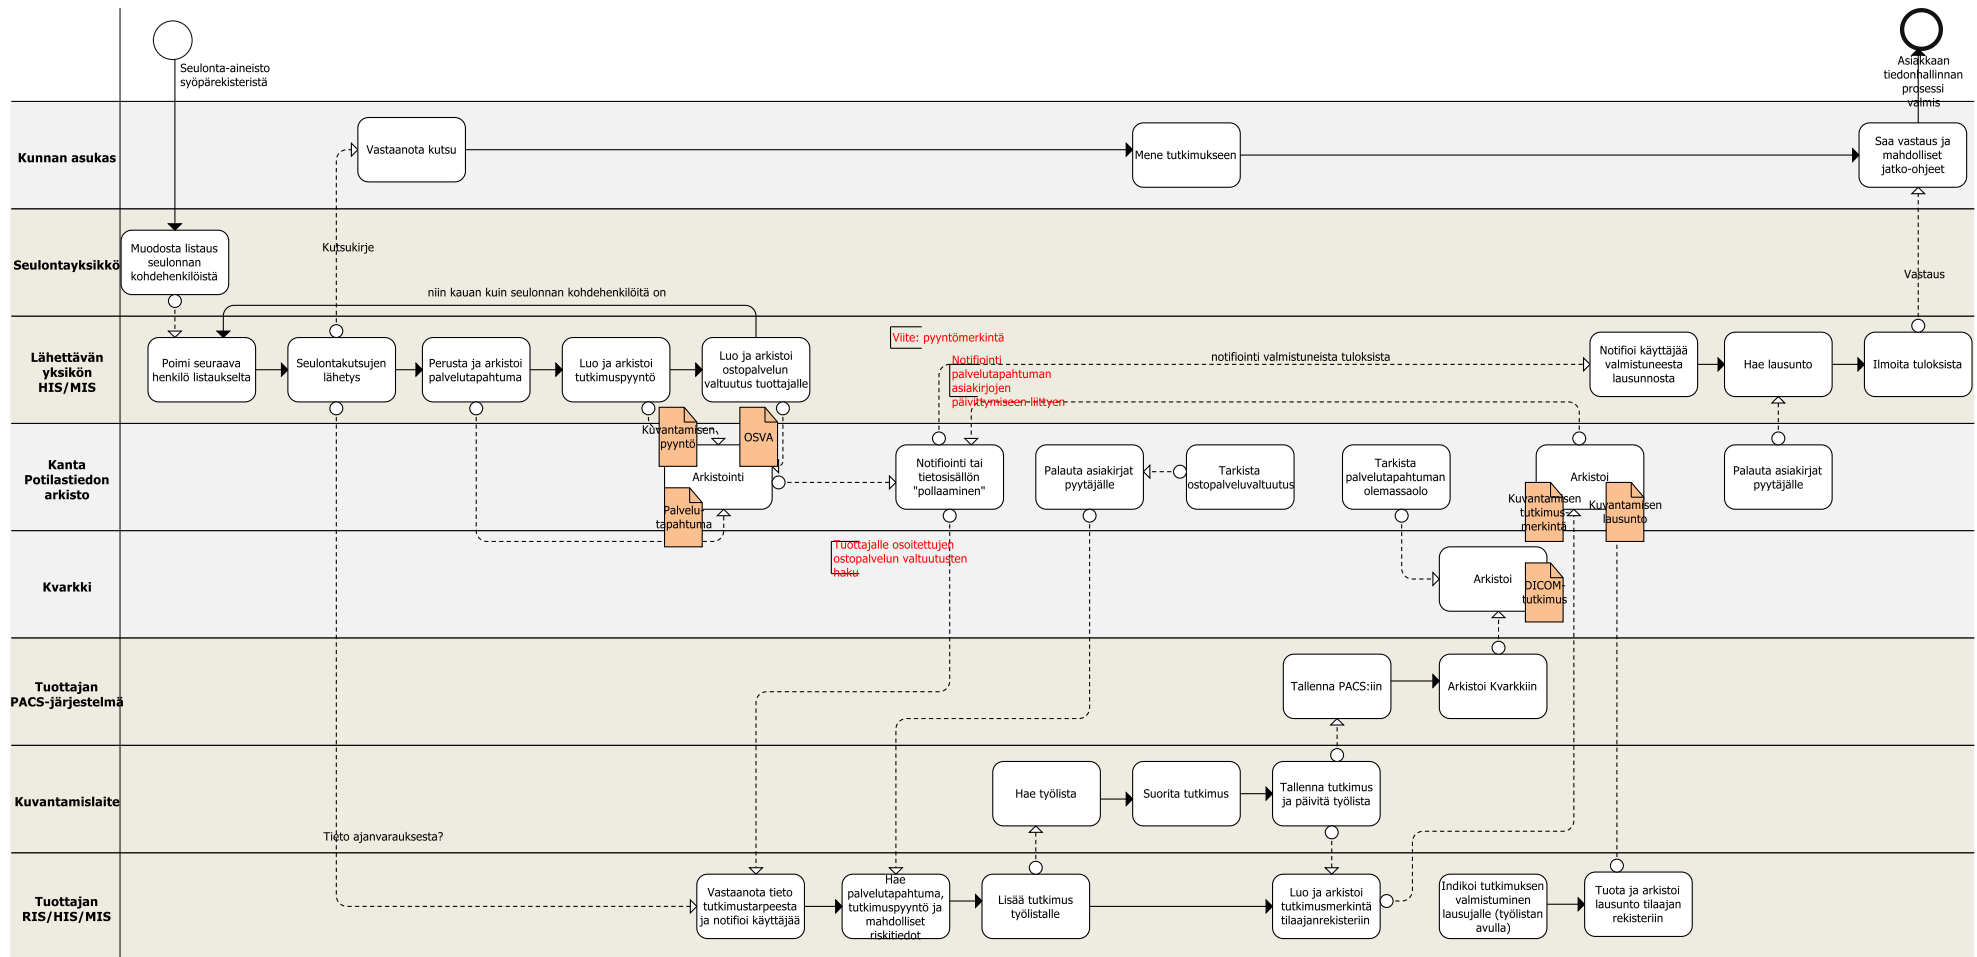 Seulonta-aineisto
syöpärekisteristä
Asiakkaan
tiedonhallinnan
prosessi
valmis
Kunnan asukas
Vastaanota kutsu
Mene tutkimukseen
Saa vastaus ja
mahdolliset
jatko-ohjeet
Seulontayksikkö
Muodosta listaus
seulonnan
kohdehenkilöistä
Kutsukirje
niin kauan kuin seulonnan kohdehenkilöitä on
Vastaus
Lähettävän
yksikön
HIS/MIS
Poimi seuraava
henkilö listaukselta
Seulontakutsujen
lähetys
Perusta ja arkistoi
palvelutapahtuma
Luo ja arkistoi
tutkimuspyyntö
Luo ja arkistoi
ostopalvelun
valtuutus tuottajalle
Viite: pyyntömerkintä
Notifiointi
palvelutapahtuman
asiakirjojen
päivittymiseen liittyen
notifiointi valmistuneista tuloksista
Notifioi käyttäjää
valmistuneesta
lausunnosta
Hae lausunto
Ilmoita tuloksista
Kanta
Potilastiedon
arkisto
Kuvantamisen
pyyntö
OSVA
Arkistointi
Palvelu-
tapahtuma
Notifiointi tai
tietosisällön
"pollaaminen"
Palauta asiakirjat
pyytäjälle
Tarkista
ostopalveluvaltuutus
Tarkista
palvelutapahtuman
olemassaolo
Arkistoi
Kuvantamisen
tutkimus-
merkintä
Kuvantamisen
lausunto
Palauta asiakirjat
pyytäjälle
Kvarkki
Tuottajalle osoitettujen
ostopalvelun valtuutusten
haku
Arkistoi
DICOM-
tutkimus
Tuottajan
PACS-järjestelmä
Tallenna PACS:iin
Arkistoi Kvarkkiin
Kuvantamislaite
Hae työlista
Suorita tutkimus
Tallenna tutkimus
ja päivitä työlista
Tieto ajanvarauksesta?
Tuottajan
RIS/HIS/MIS
Vastaanota tieto
tutkimustarpeesta
ja notifioi käyttäjää
Hae
palvelutapahtuma,
tutkimuspyyntö ja
mahdolliset
riskitiedot
Lisää tutkimus
työlistalle
Luo ja arkistoi
tutkimusmerkintä
tilaajanrekisteriin
Indikoi tutkimuksen
valmistuminen
lausujalle (työlistan
avulla)
Tuota ja arkistoi
lausunto tilaajan
rekisteriin